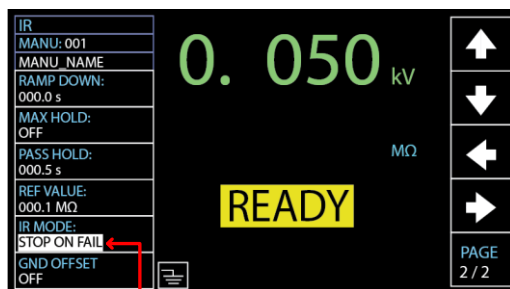 IR
MANU: 001
MANU_NAME
RAMP DOWN:
000.0 s
MAX HOLD:
OFF
PASS HOLD:
000.5 s
REF VALUE:
000.1 MΩ
IR MODE:
STOP ON FAIL
GND OFFSET
OFF
0. 050 kV
MΩ
READY
PAGE
2 / 2